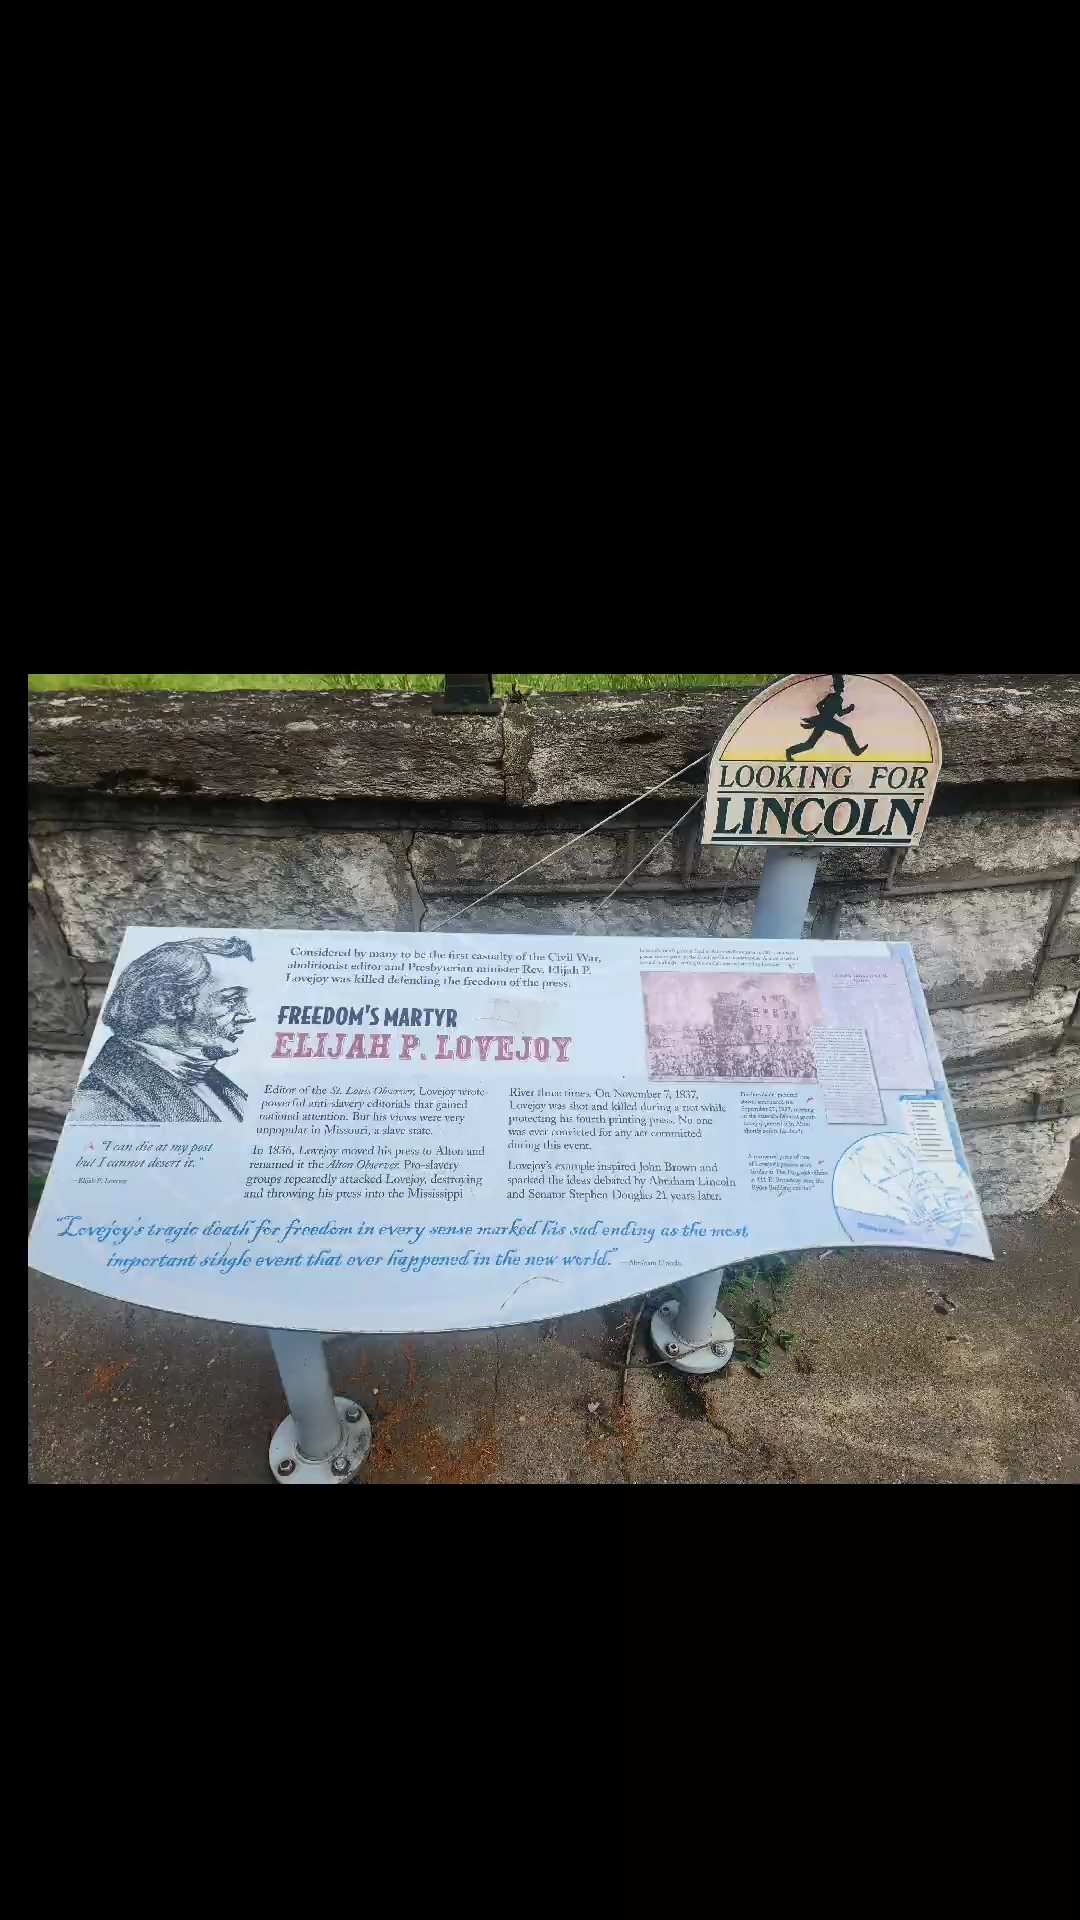 LOOKING FOR
LINCOLN
Considered by many to be the first casualty of the Civil War,
abolitionist editor and Presbyterian minister Rev. Elijah P.
Lovejoy was killed defending the freedom of the press.
FREEDOM'S MARTYR
ELIJAH P. LOVEJOY
"I can die at my post
but I cannot desert it."
—Elijah P. Lovejoy
Editor of the St. Louis Observer, Lovejoy wrote
powerful anti-slavery editorials that gained
national attention. But his views were very
unpopular in Missouri, a slave state.
In 1836, Lovejoy moved his press to Alton and
renamed it the Alton Observer. Pro-slavery
groups repeatedly attacked Lovejoy, destroying
and throwing his press into the Mississippi
River three times. On November 7, 1837,
Lovejoy was shot and killed during a riot while
protecting his fourth printing press. No one
was ever convicted for any act committed
during this event.
Lovejoy's example inspired John Brown and
sparked the ideas debated by Abraham Lincoln
and Senator Stephen Douglas 21 years later.
"Lovejoy's tragic death for freedom in every sense marked his sad ending as the most
important single event that ever happened in the new world."
—Abraham Lincoln